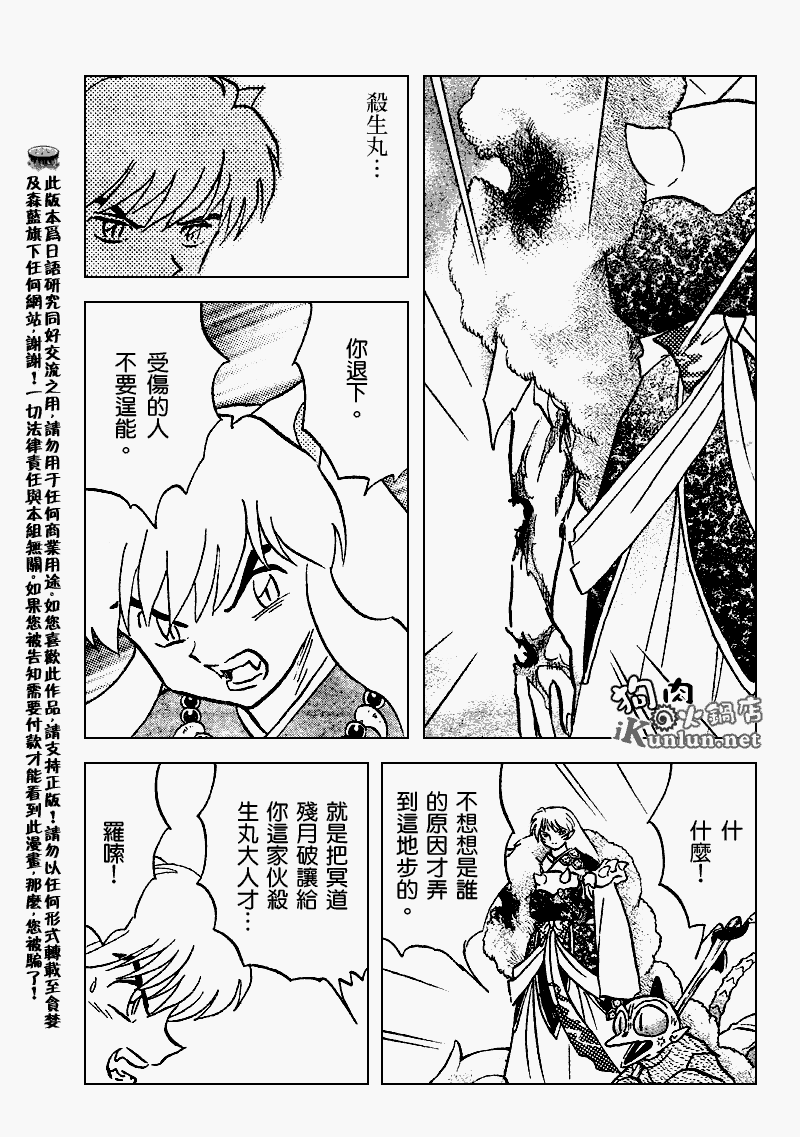 殺生丸…
你退下。
受傷的人
不要逞能。
什
什麼！
不想想是誰
的原因才弄
到這地步的。
就是把冥道
殘月破讓給
你這家伙殺
生丸大人才…
羅嗦！
此版本爲日語研究同好交流之用，請勿用于任何商業用途。如您喜歡此作品，請支持正版！請勿以任何形式轉載至貪婪
及森藍旗下任何網站，謝謝！一切法律責任與本組無關。如果您被告知需要付款才能看到此漫畫，那麼，您被騙了！
狗肉
火鍋店
iKunlun.net